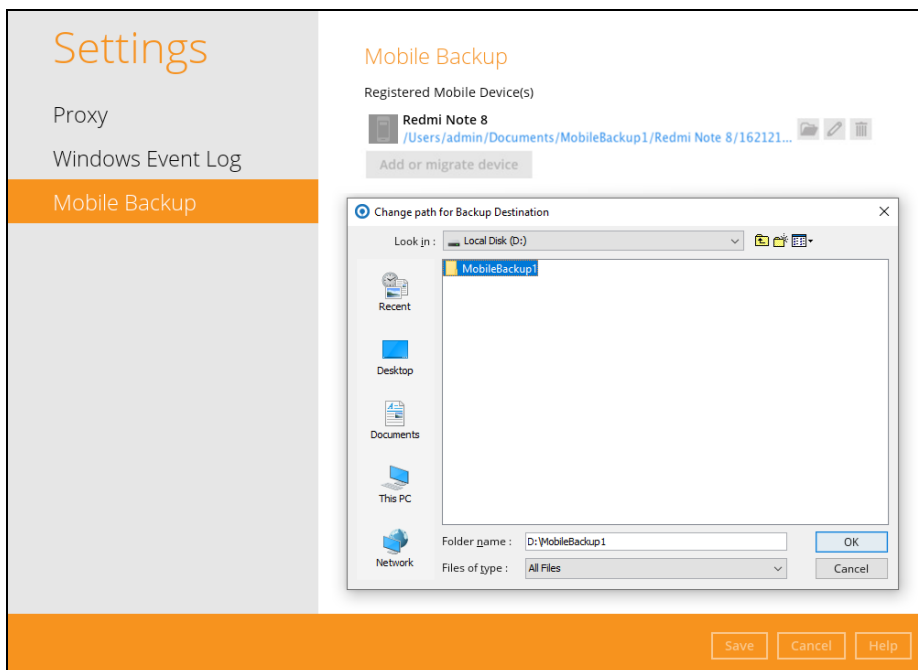 Settings
Proxy
Windows Event Log
Mobile Backup
Mobile Backup
Registered Mobile Device(s)
Redmi Note 8
/Users/admin/Documents/MobileBackup1/Redmi Note 8/162121...
Add or migrate device
Change path for Backup Destination
Look in : Local Disk (D:)
MobileBackup1
Recent
Desktop
Documents
This PC
Network
Folder name : D:\MobileBackup1 OK
Files of type : All Files Cancel
Save Cancel Help